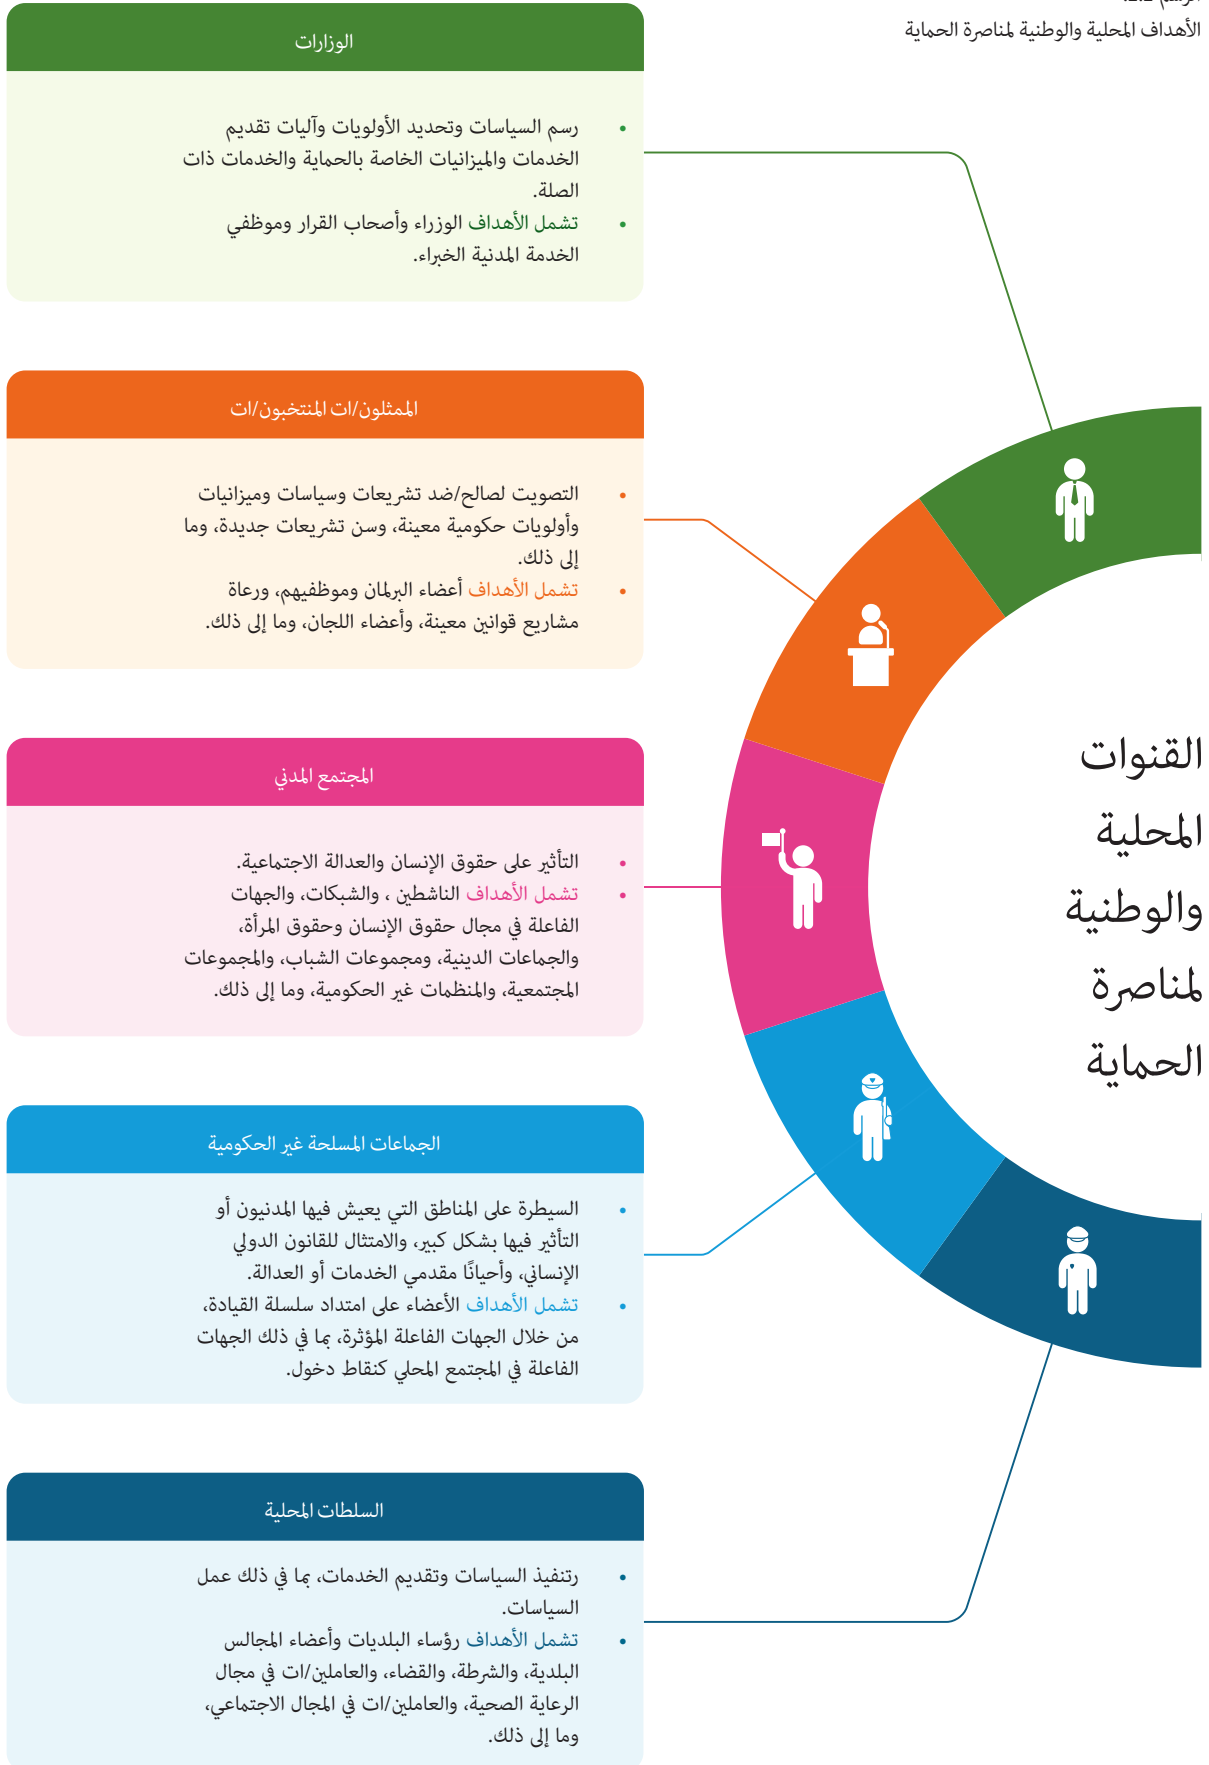 الأهداف المحلية والوطنية لمناصرة الحماية
الوزارات
• رسم السياسات وتحديد الأولويات وآليات تقديم
الخدمات والميزانيات الخاصة بالحماية والخدمات ذات
الصلة.
• تشمل الأهداف الوزراء وأصحاب القرار وموظفي
الخدمة المدنية الخبراء.
الممثلون/ات المنتخبون/ات
• التصويت لصالح/ضد تشريعات وسياسات وميزانيات
وأولويات حكومية معينة، وسن تشريعات جديدة، وما
إلى ذلك.
• تشمل الأهداف أعضاء البرلمان وموظفيهم، ورعاة
مشاريع قوانين معينة، وأعضاء اللجان، وما إلى ذلك.
المجتمع المدني
• التأثير على حقوق الإنسان والعدالة الاجتماعية.
• تشمل الأهداف الناشطين ، والشبكات، والجهات
الفاعلة في مجال حقوق الإنسان وحقوق المرأة،
والجماعات الدينية، ومجموعات الشباب، والمجموعات
المجتمعية، والمنظمات غير الحكومية، وما إلى ذلك.
الجماعات المسلحة غير الحكومية
• السيطرة على المناطق التي يعيش فيها المدنيون أو
التأثير فيها بشكل كبير، والامتثال للقانون الدولي
الإنساني، وأحيانًا مقدمي الخدمات أو العدالة.
• تشمل الأهداف الأعضاء على امتداد سلسلة القيادة،
من خلال الجهات الفاعلة المؤثرة، بما في ذلك الجهات
الفاعلة في المجتمع المحلي كنقاط دخول.
السلطات المحلية
• رتنفيذ السياسات وتقديم الخدمات، بما في ذلك عمل
السياسات.
• تشمل الأهداف رؤساء البلديات وأعضاء المجالس
البلدية، والشرطة، والقضاء، والعاملين/ات في مجال
الرعاية الصحية، والعاملين/ات في المجال الاجتماعي،
وما إلى ذلك.
القنوات
المحلية
والوطنية
لمناصرة
الحماية